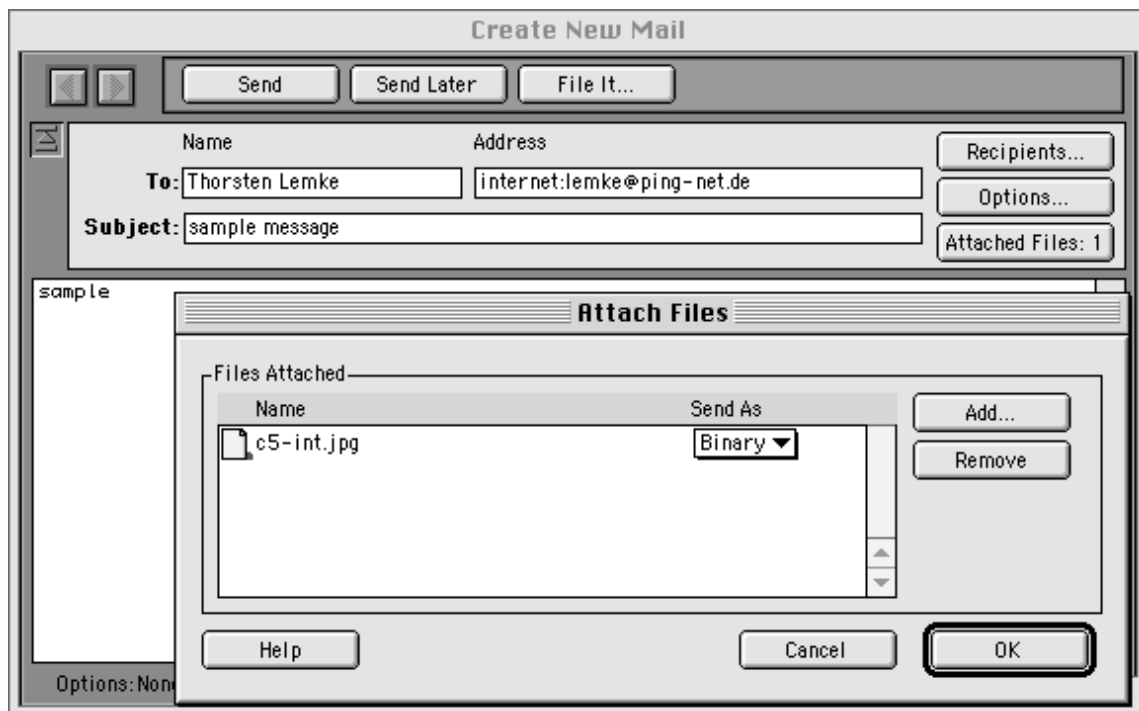 Create New Mail
Send Send Later File It...
Name Address Recipients...
To: Thorsten Lemke internet:lemke@ping-net.de
Options...
Subject: sample message
Attached Files: 1
sample
Attach Files
Files Attached
Name Send As Add...
c5-int.jpg Binary
Remove
Help Cancel OK
Options: